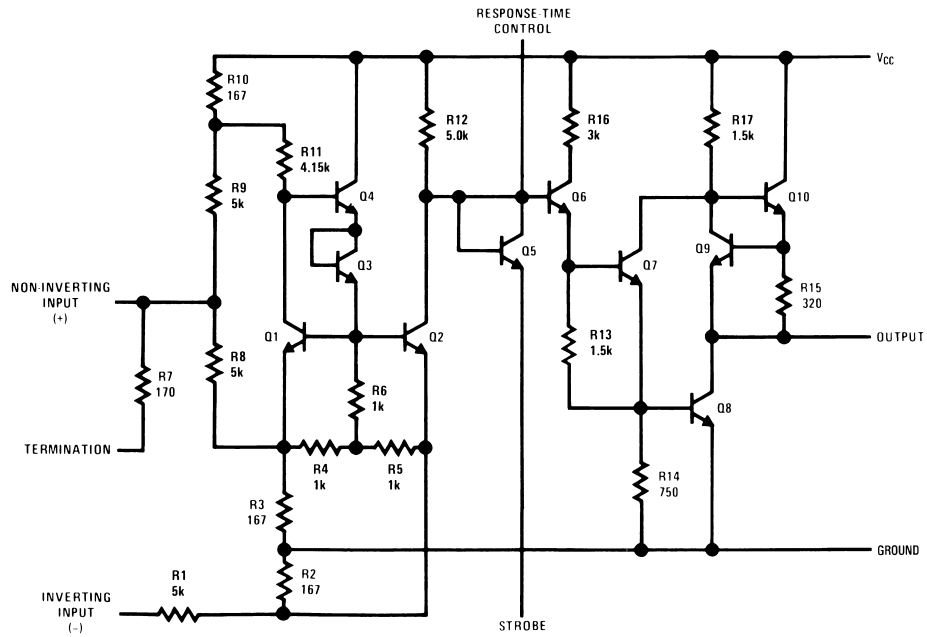 RESPONSE-TIME
CONTROL
VCC
R10
167
R11
4.15k
R12
5.0k
R16
3k
R17
1.5k
R9
5k
Q4
Q6
Q10
Q3
Q5
Q7
Q9
NON-INVERTING
INPUT
(+)
R15
320
Q1
Q2
R8
5k
R13
1.5k
OUTPUT
R7
170
R6
1k
Q8
TERMINATION
R4
1k
R5
1k
R14
750
R3
167
GROUND
R1
5k
R2
167
INVERTING
INPUT
(−)
STROBE